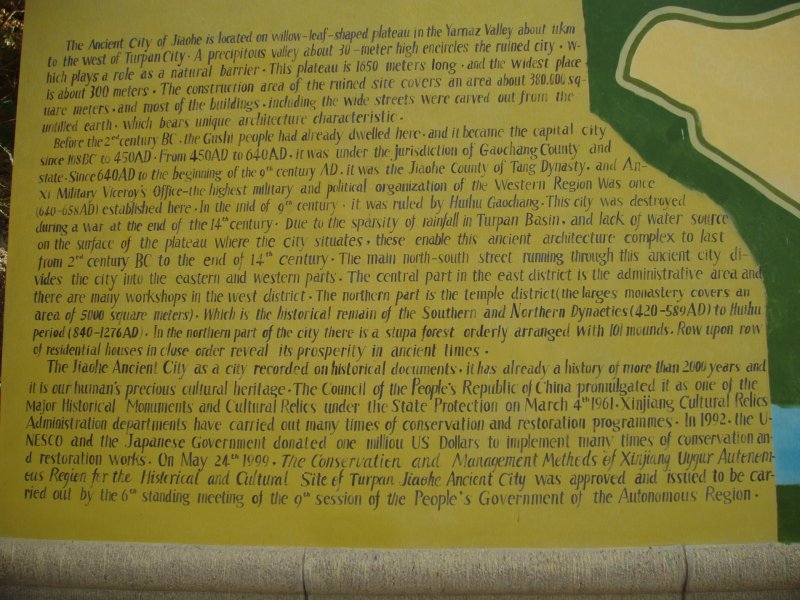 The Ancient City of Jiaohe is located on willow-leaf-shaped plateau in the Yarnaz Valley about 11km
to the west of Turpan City · A precipitous valley about 30-meter high encircles the ruined city · w-
hich plays a role as a natural barrier · This plateau is 1650 meters long · and the widest place
is about 300 meters · The construction area of the ruined site covers an area about 380.000 sq-
uare meters · and most of the buildings · including the wide streets were carved out from the
untilled earth · which bears unique architecture characteristic ·
Before the 2nd century BC · the Gushi people had already dwelled here · and it became the capital city
since 108BC to 450AD · From 450AD to 640AD · it was under the jurisdiction of Gaochang County and
state · Since 640AD to the beginning of the 9th century AD · it was the Jiaohe County of Tang Dynasty · and An-
xi Military Viceroy's Office-the highest military and political organization of the Western Region was once
(640-658AD) established here · In the mid of 9th century · it was ruled by Huihu Gaochang · This city was destroyed
during a war at the end of the 14th century · Due to the sparsity of rainfall in Turpan Basin, and lack of water source
on the surface of the plateau where the city situates, these enable this ancient architecture complex to last
from 2nd century BC to the end of 14th century · The main north-south street running through this ancient city di-
vides the city into the eastern and western parts. The central part in the east district is the administrative area and
there are many workshops in the west district · The northern part is the temple district(the larges monastery covers an
area of 5000 square meters) · Which is the historical remain of the Southern and Northern Dynaeties(420-589AD) to Huihu
period (840-1276AD) · In the northern part of the city there is a stupa forest orderly arranged with 101 mounds. Row upon row
of residential houses in close order reveal its prosperity in ancient times ·
The Jiaohe Ancient City as a city recorded on historical documents, it has already a history of more than 2000 years and
it is our human's precious cultural heritage · The Council of the People's Republic of China promulgated it as one of the
Major Historical Monuments and Cultural Relics under the State Protection on March 4th 1961 · Xinjiang Cultural Relics
Administration departments have carried out many times of conservation and restoration programmes · In 1992 · the U-
NESCO and the Japanese Government donated one milliou US Dollars to implement many times of conservation an-
d restoration works · On May 24th 1999 · The Conservation and Management Metheds of Xinjiang Uygur Autenem-
eus Region for the Histerical and Cultural Site of Turpan Jiaohe Ancient City was approved and issued to be car-
ried out by the 6th standing meeting of the 9th session of the People's Government of the Autonomous Region ·